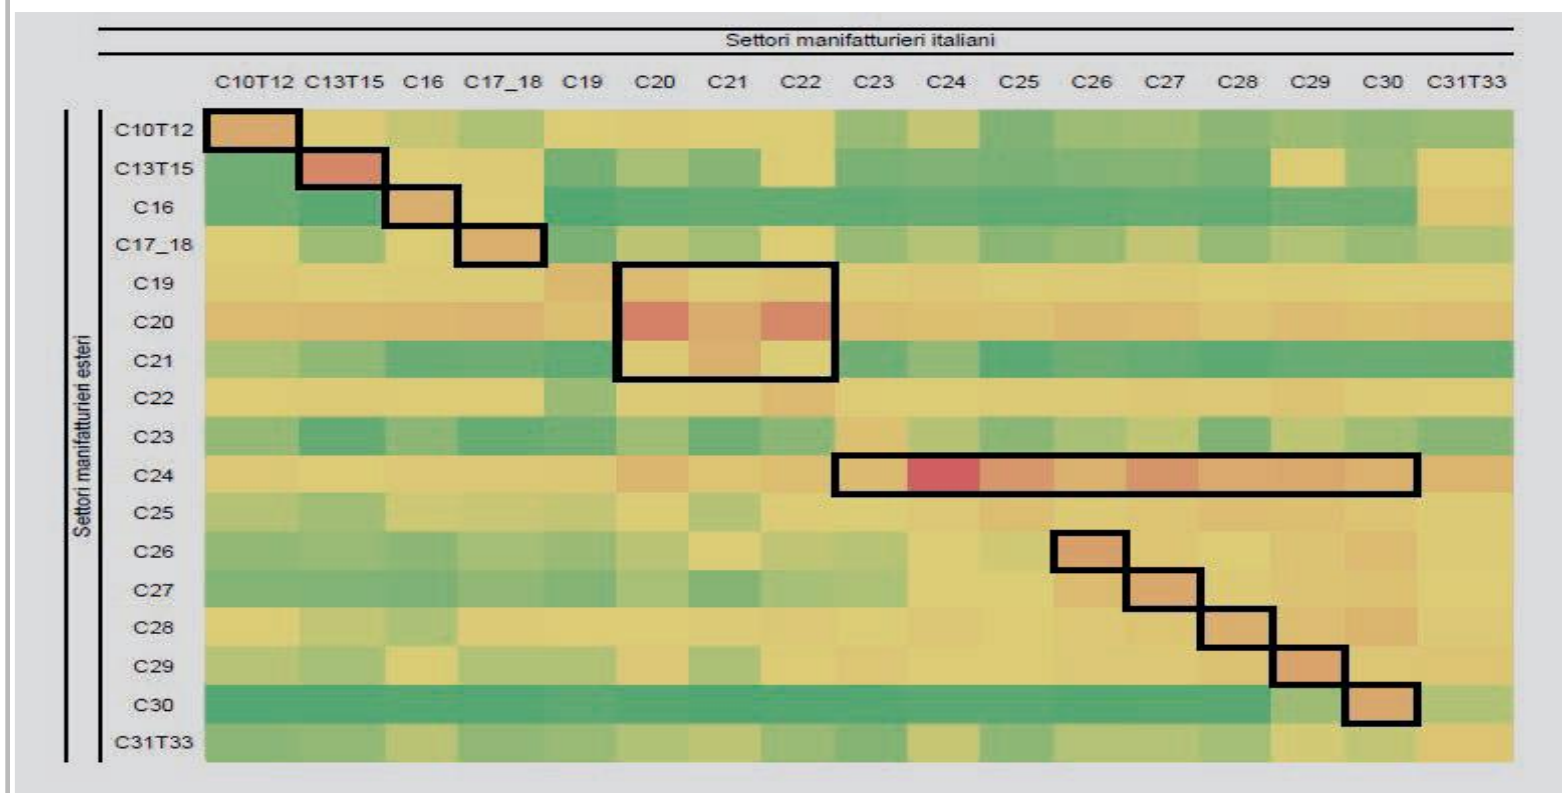 Settori manifatturieri italiani
C10T12 C13T15 C16 C17_18 C19 C20 C21 C22 C23 C24 C25 C26 C27 C28 C29 C30 C31T33
Settori manifatturieri esteri
C10T12
C13T15
C16
C17_18
C19
C20
C21
C22
C23
C24
C25
C26
C27
C28
C29
C30
C31T33